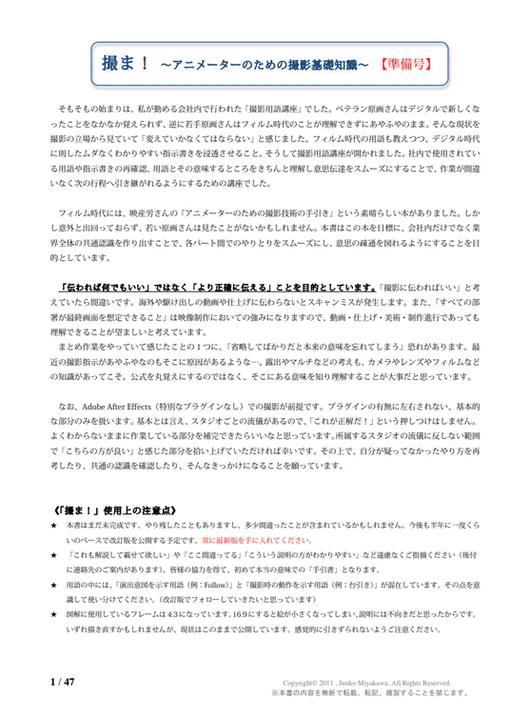 撮ま！ ～アニメーターのための撮影基礎知識～ 【準備号】
そもそもの始まりは、私が勤める会社内で行われた「撮影用語講座」でした。ベテラン原画さんはデジタルで新しくな
ったことをなかなか覚えられず、逆に若手原画さんはフィルム時代のことが理解できずにあやふやのまま。そんな現状を
撮影の立場から見ていて「変えていかなくてはならない」と感じました。フィルム時代の用語も教えつつ、デジタル時代
に則したムダなくわかりやすい指示書きを浸透させること。そうして撮影用語講座が開かれました。社内で使用されてい
る用語や指示書きの再確認、用語とその意味するところをきちんと理解し意思伝達をスムーズにすることで、作業が間違
いなく次の行程へ引き継がれるようにするための講座でした。
フィルム時代には、映産労さんの『アニメーターのための撮影技術の手引き』という素晴らしい本がありました。しか
し意外と出回っておらず、若い原画さんは見たことがないかもしれません。本書はこの本を目標に、会社内だけでなく業
界全体の共通認識を作り出すことで、各パート間でのやりとりをスムーズにし、意思の疎通を図れるようにすることを目
的としています。
「伝われば何でもいい」ではなく「より正確に伝える」ことを目的としています。「撮影に伝わればいい」と考
えていたら間違いです。海外や駆け出しの動画や仕上げに伝わらないとスキャンミスが発生します。また、「すべての部
署が最終画面を想定できること」は映像制作においての強みになりますので、動画・仕上げ・美術・制作進行であっても
理解できることが望ましいと考えています。
まとめ作業をやっていて感じたことの 1 つに、『省略してばかりだと本来の意味を忘れてしまう』恐れがあります。最
近の撮影指示があやふやなのもそこに原因があるような…。露出やマルチなどの考えも、カメラやレンズやフィルムなど
の知識があってこそ。公式を丸覚えにするのではなく、そこにある意味を知り理解することが大事だと思っています。
なお、Adobe After Effects（特別なプラグインなし）での撮影が前提です。プラグインの有無に左右されない、基本的
な部分のみを扱います。基本とは言え、スタジオごとの流儀があるので、「これが正解だ！」という押しつけはしません。
よくわからないままに作業している部分を補完できたらいいなと思っています。所属するスタジオの流儀に反しない範囲
で「こちらの方が良い」と感じた部分を拾い上げていただければ幸いです。その上で、自分が疑ってなかったやり方を再
考したり、共通の認識を確認したり、そんなきっかけになることを願っています。
《「撮ま！」使用上の注意点》
★ 本書はまだ未完成です。やり残したこともありますし、多少間違ったことが含まれているかもしれません。今後も半年に一度くら
いのペースで改訂版を公開する予定です。常に最新版を手に入れてください。
★ 「これも解説して載せて欲しい」や「ここ間違ってる」「こういう説明の方がわかりやすい」など遠慮なくご指摘ください（後付
に連絡先のご案内があります）。皆様の協力を得て、初めて本当の意味での「手引書」となります。
★ 用語の中には、「演出意図を示す用語（例：Follow）」と「撮影時の動作を示す用語（例：台引き）」が混在しています。その点を意
識して使い分けてください。（改訂版でフォローしていきたいと思っています）
★ 図解に使用しているフレームは 4:3 になっています。16:9 にすると絵が小さくなってしまい、説明には不向きだと思ったからです。
いずれ描き直すかもしれませんが、現状はこのままで公開しています。感覚的に引きずられないようご注意ください。
1 / 47
Copyright© 2011 , Junko Miyakawa, All Rights Reserved.
※本書の内容を無断で転載、転記、複製することを禁じます。